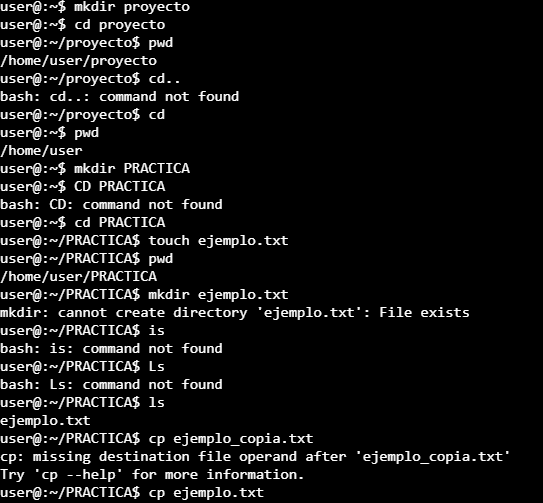 user@:~$ mkdir proyecto
user@:~$ cd proyecto
user@:~/proyecto$ pwd
/home/user/proyecto
user@:~/proyecto$ cd..
bash: cd..: command not found
user@:~/proyecto$ cd
user@:~$ pwd
/home/user
user@:~$ mkdir PRACTICA
user@:~$ CD PRACTICA
bash: CD: command not found
user@:~$ cd PRACTICA
user@:~/PRACTICA$ touch ejemplo.txt
user@:~/PRACTICA$ pwd
/home/user/PRACTICA
user@:~/PRACTICA$ mkdir ejemplo.txt
mkdir: cannot create directory 'ejemplo.txt': File exists
user@:~/PRACTICA$ is
bash: is: command not found
user@:~/PRACTICA$ Ls
bash: Ls: command not found
user@:~/PRACTICA$ ls
ejemplo.txt
user@:~/PRACTICA$ cp ejemplo_copia.txt
cp: missing destination file operand after 'ejemplo_copia.txt'
Try 'cp --help' for more information.
user@:~/PRACTICA$ cp ejemplo.txt